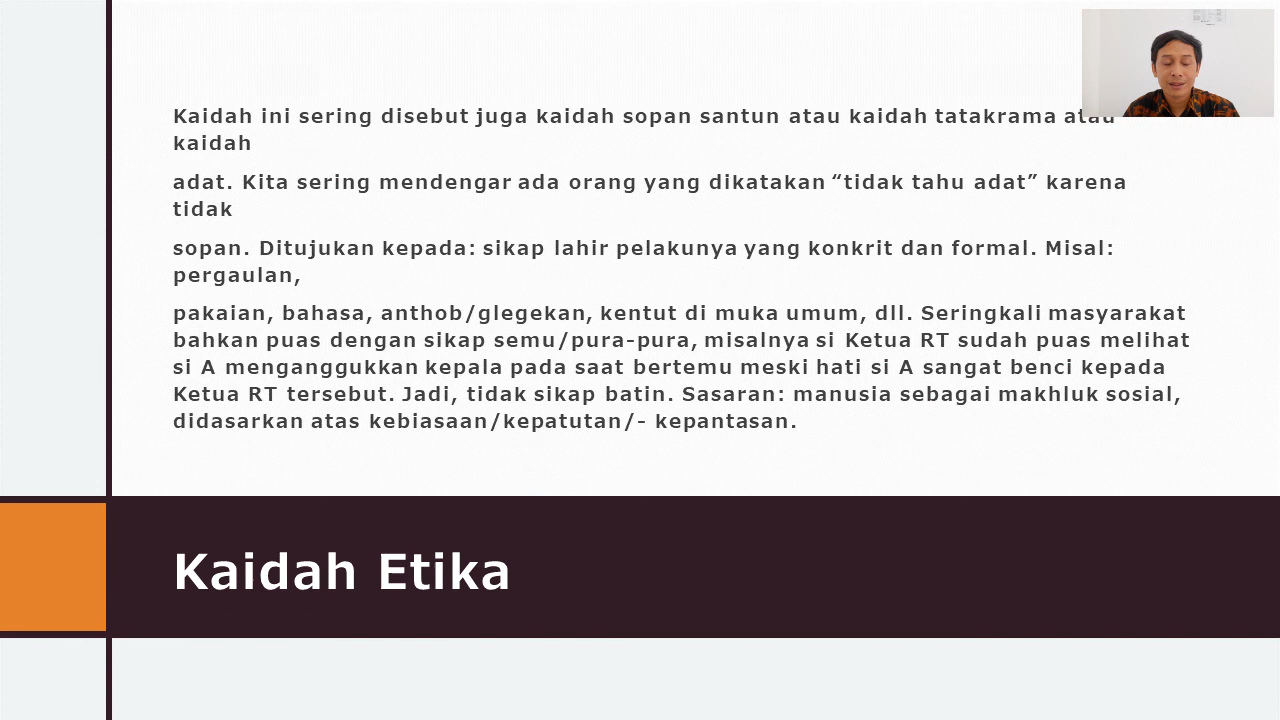 Kaidah ini sering disebut juga kaidah sopan santun atau kaidah tatakrama atau
kaidah
adat. Kita sering mendengar ada orang yang dikatakan “tidak tahu adat” karena
tidak
sopan. Ditujukan kepada: sikap lahir pelakunya yang konkrit dan formal. Misal:
pergaulan,
pakaian, bahasa, anthob/glegekan, kentut di muka umum, dll. Seringkali masyarakat
bahkan puas dengan sikap semu/pura-pura, misalnya si Ketua RT sudah puas melihat
si A menganggukkan kepala pada saat bertemu meski hati si A sangat benci kepada
Ketua RT tersebut. Jadi, tidak sikap batin. Sasaran: manusia sebagai makhluk sosial,
didasarkan atas kebiasaan/kepatutan/- kepantasan.
Kaidah Etika